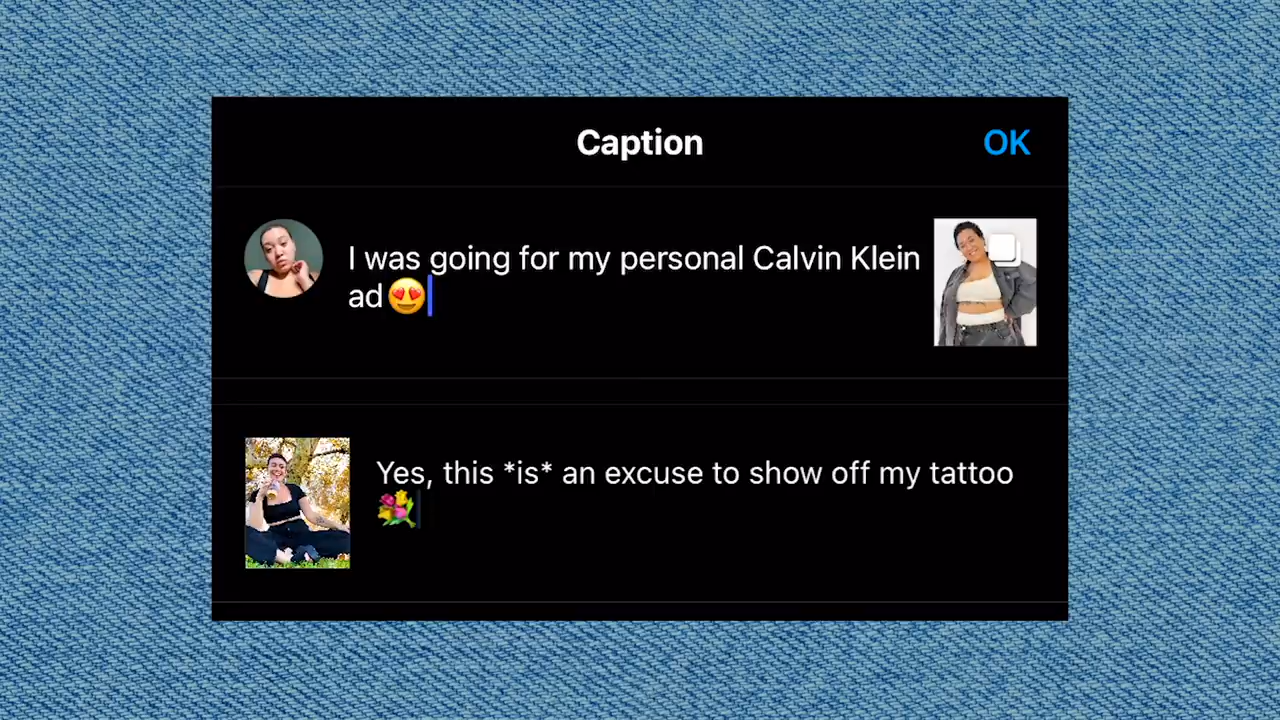 Caption
OK
I was going for my personal Calvin Klein
ad😍
Yes, this *is* an excuse to show off my tattoo
💐